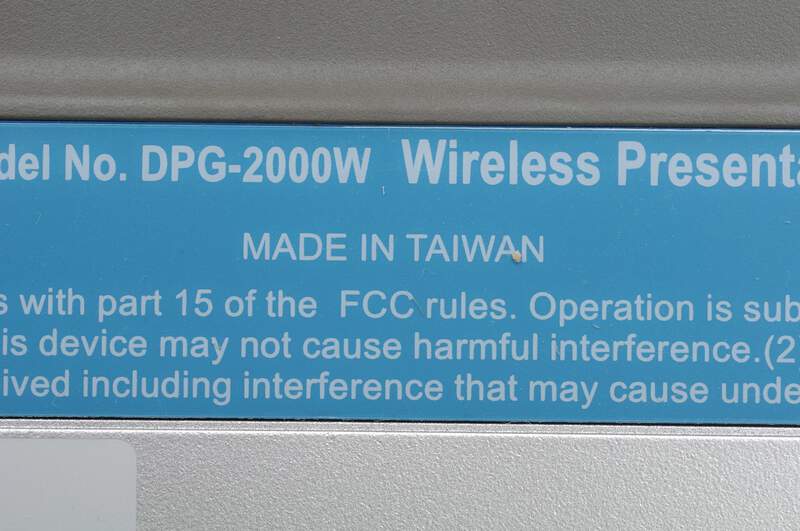 del No. DPG-2000W Wireless Present
MADE IN TAIWAN
s with part 15 of the FCC rules. Operation is sub
is device may not cause harmful interference.(2
ived including interference that may cause unde